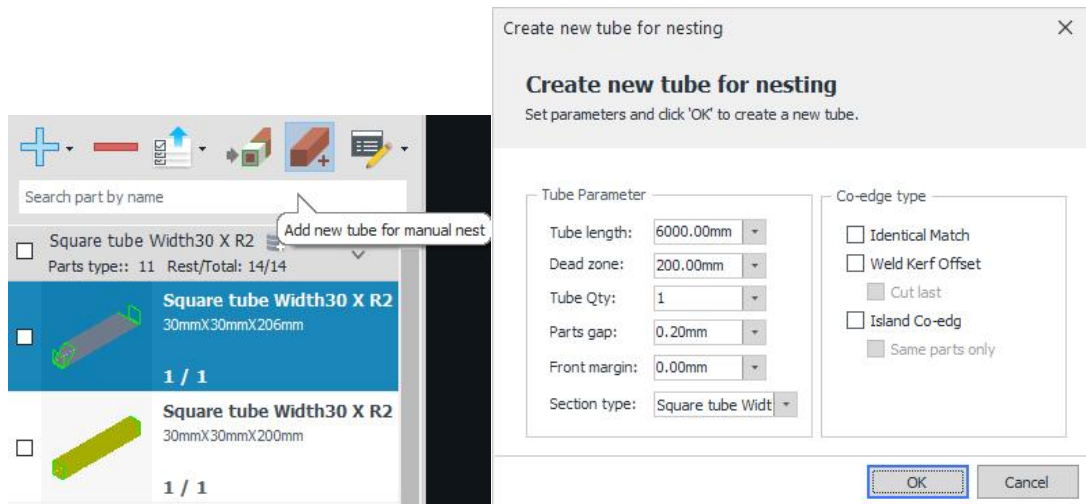 Search part by name
Add new tube for manual nest
Square tube Width30 X R2
Parts type:: 11 Rest/Total: 14/14
Square tube Width30 X R2
30mmX30mmX206mm
1 / 1
Square tube Width30 X R2
30mmX30mmX200mm
1 / 1
Create new tube for nesting
Create new tube for nesting
Set parameters and click 'OK' to create a new tube.
Tube Parameter
Tube length: 6000.00mm
Dead zone: 200.00mm
Tube Qty: 1
Parts gap: 0.20mm
Front margin: 0.00mm
Section type: Square tube Widt
Co-edge type
Identical Match
Weld Kerf Offset
Cut last
Island Co-edg
Same parts only
OK Cancel